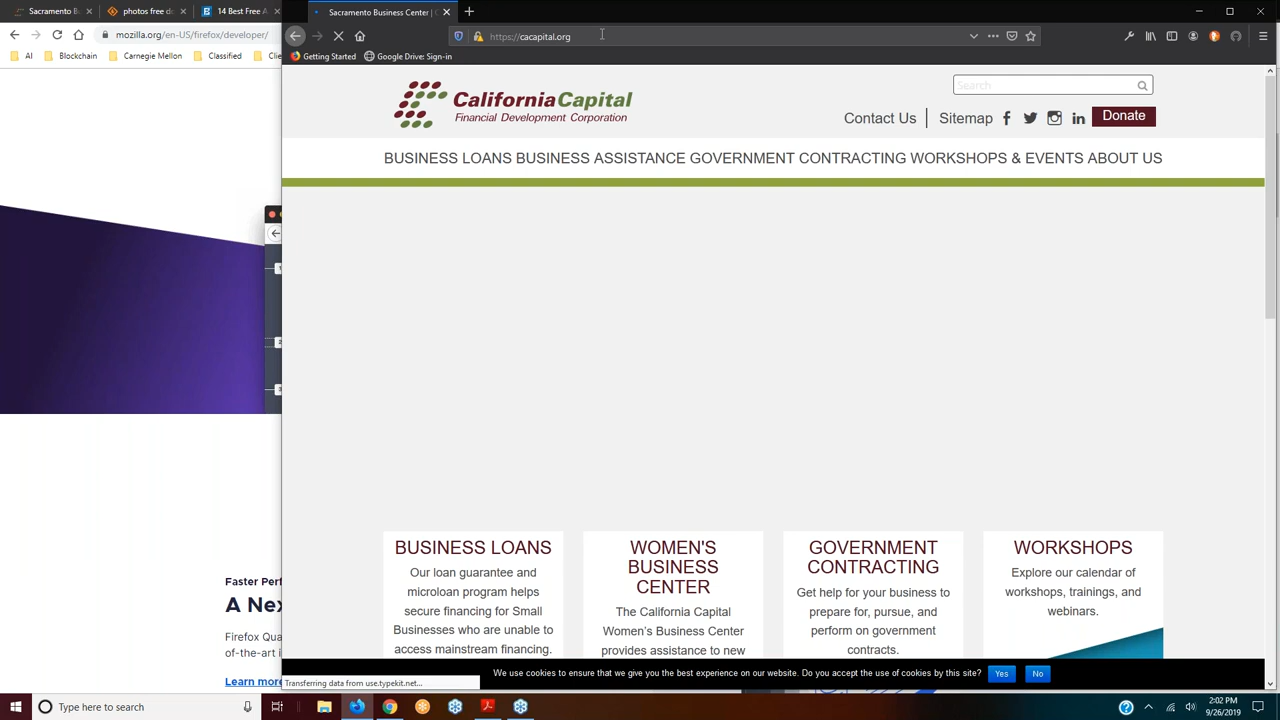 Sacramento Bo
photos free do
14 Best Free A
Sacramento Business Center | C
mozilla.org/en-US/firefox/developer/
https://cacapital.org
AI
Blockchain
Carnegie Mellon
Classified
Clie
Getting Started
Google Drive: Sign-in
Search
CaliforniaCapital
Financial Development Corporation
Contact Us
Sitemap
Donate
BUSINESS LOANS BUSINESS ASSISTANCE GOVERNMENT CONTRACTING WORKSHOPS & EVENTS ABOUT US
BUSINESS LOANS
Our loan guarantee and
microloan program helps
secure financing for Small
Businesses who are unable to
access mainstream financing.
WOMEN'S
BUSINESS
CENTER
The California Capital
Women's Business Center
provides assistance to new
GOVERNMENT
CONTRACTING
Get help for your business to
prepare for, pursue, and
perform on government
contracts.
WORKSHOPS
Explore our calendar of
workshops, trainings, and
webinars.
Faster Perf
A Nex
Firefox Qua
of-the-art i
Learn more
We use cookies to ensure that we give you the best experience on our website. Do you accept the use of cookies by this site?
Yes
No
Transferring data from use.typekit.net...
Type here to search
2:02 PM
9/26/2019